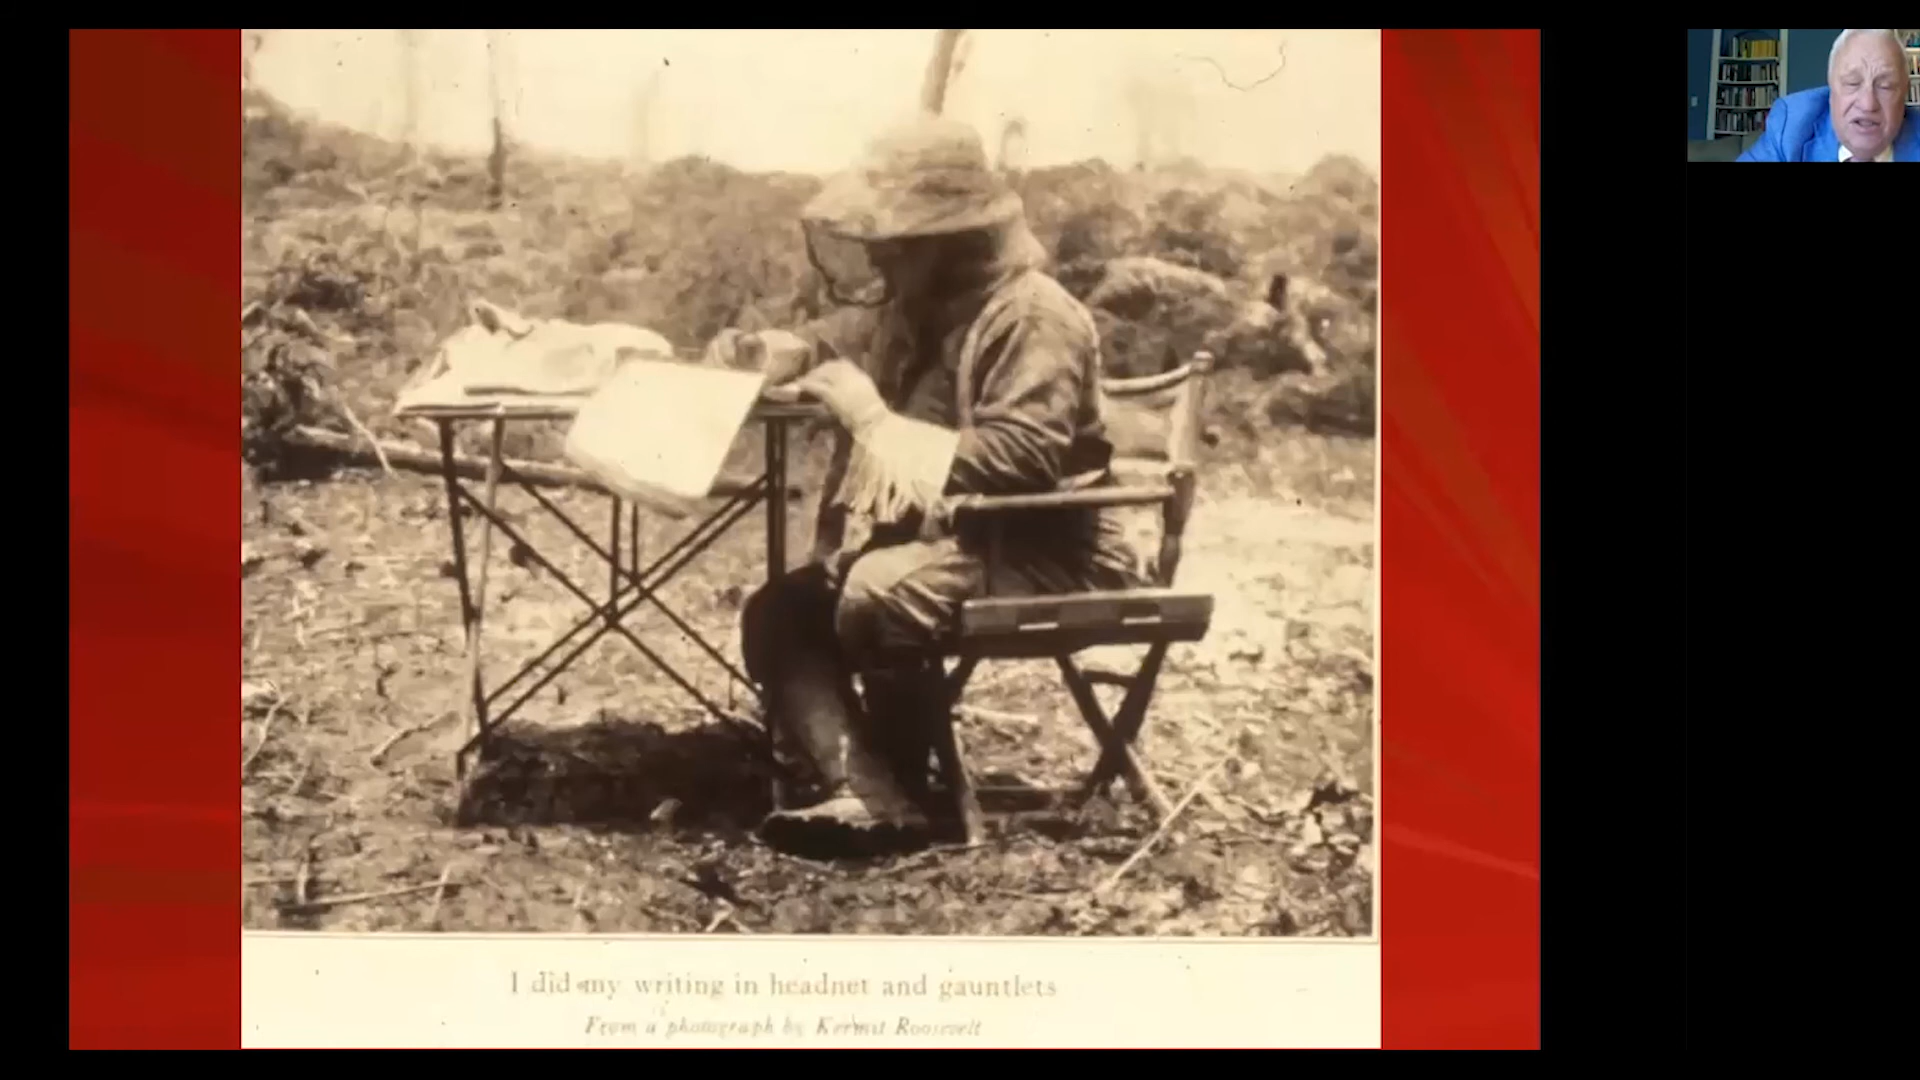 I did my writing in headnet and gauntlets
From a photograph by Kermit Roosevelt